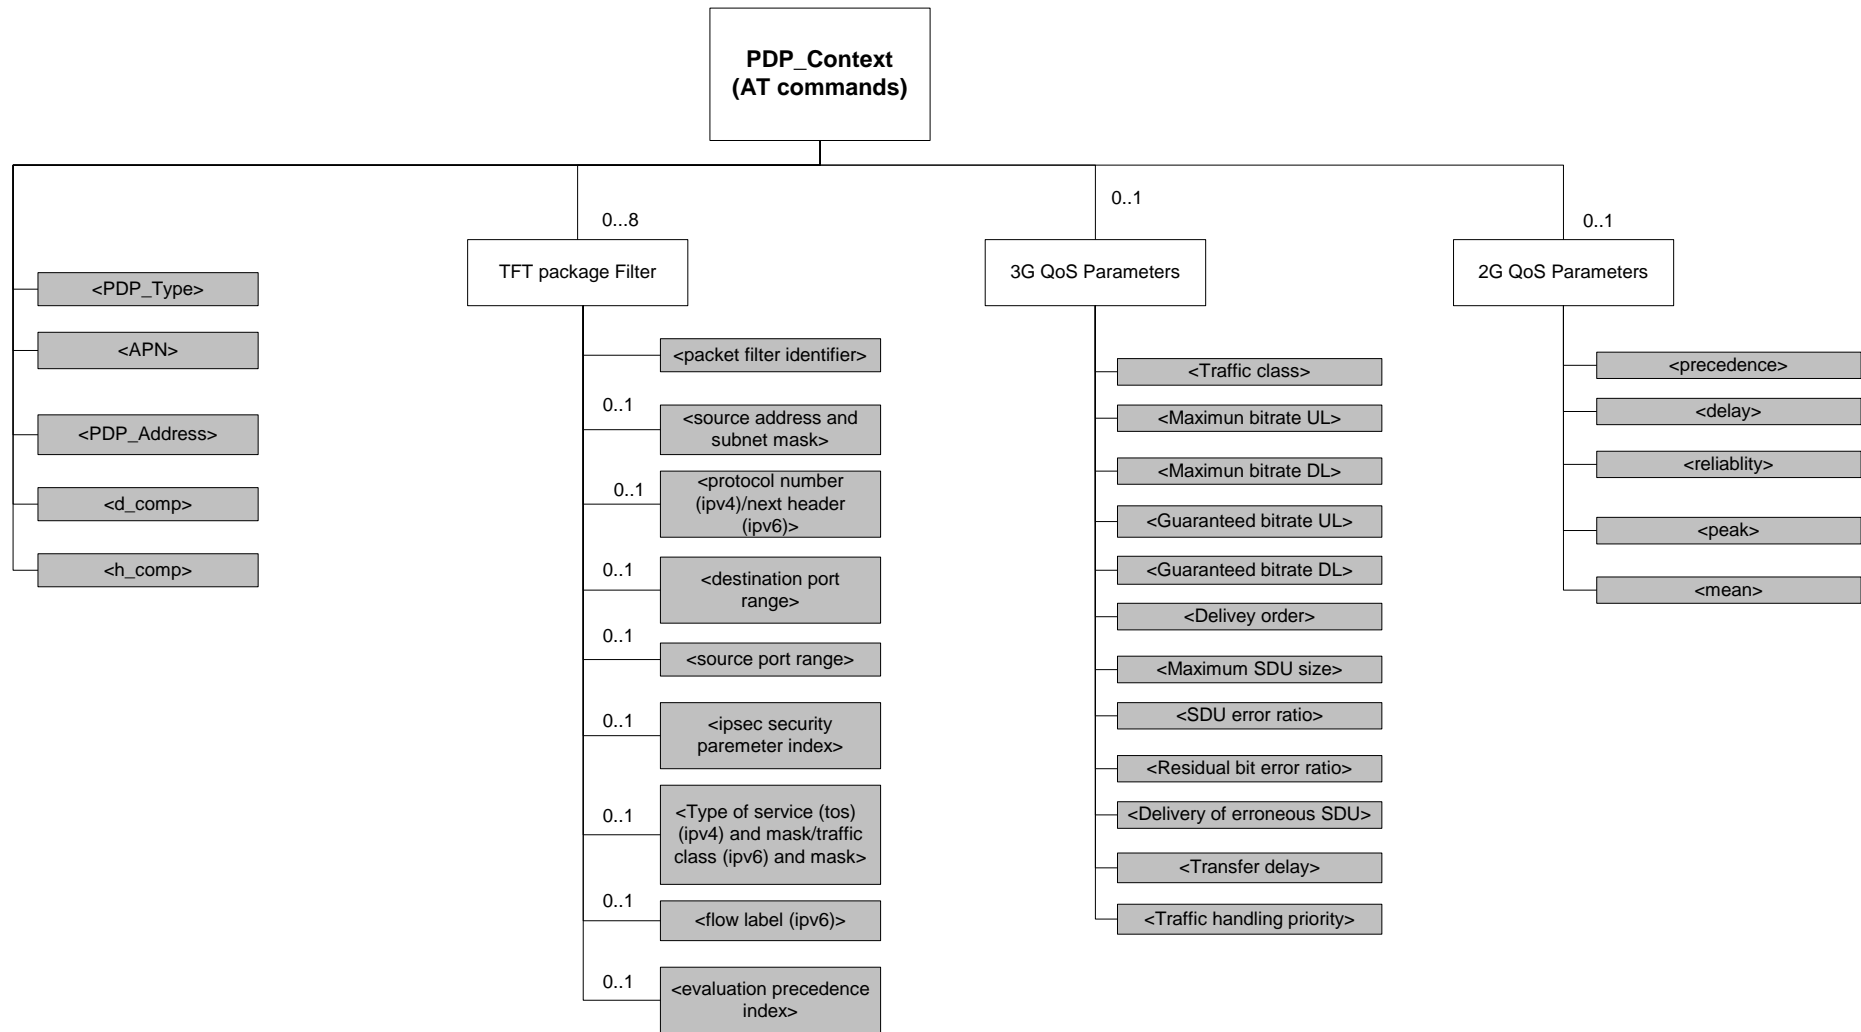 PDP_Context
(AT commands)
0...8
0..1
0..1
TFT package Filter
3G QoS Parameters
2G QoS Parameters
<PDP_Type>
<APN>
<PDP_Address>
<d_comp>
<h_comp>
<packet filter identifier>
0..1
<source address and
subnet mask>
0..1
<protocol number
(ipv4)/next header
(ipv6)>
0..1
<destination port
range>
0..1
<source port range>
0..1
<ipsec security
paremeter index>
0..1
<Type of service (tos)
(ipv4) and mask/traffic
class (ipv6) and mask>
0..1
<flow label (ipv6)>
0..1
<evaluation precedence
index>
<Traffic class>
<Maximun bitrate UL>
<Maximun bitrate DL>
<Guaranteed bitrate UL>
<Guaranteed bitrate DL>
<Delivey order>
<Maximum SDU size>
<SDU error ratio>
<Residual bit error ratio>
<Delivery of erroneous SDU>
<Transfer delay>
<Traffic handling priority>
<precedence>
<delay>
<reliablity>
<peak>
<mean>